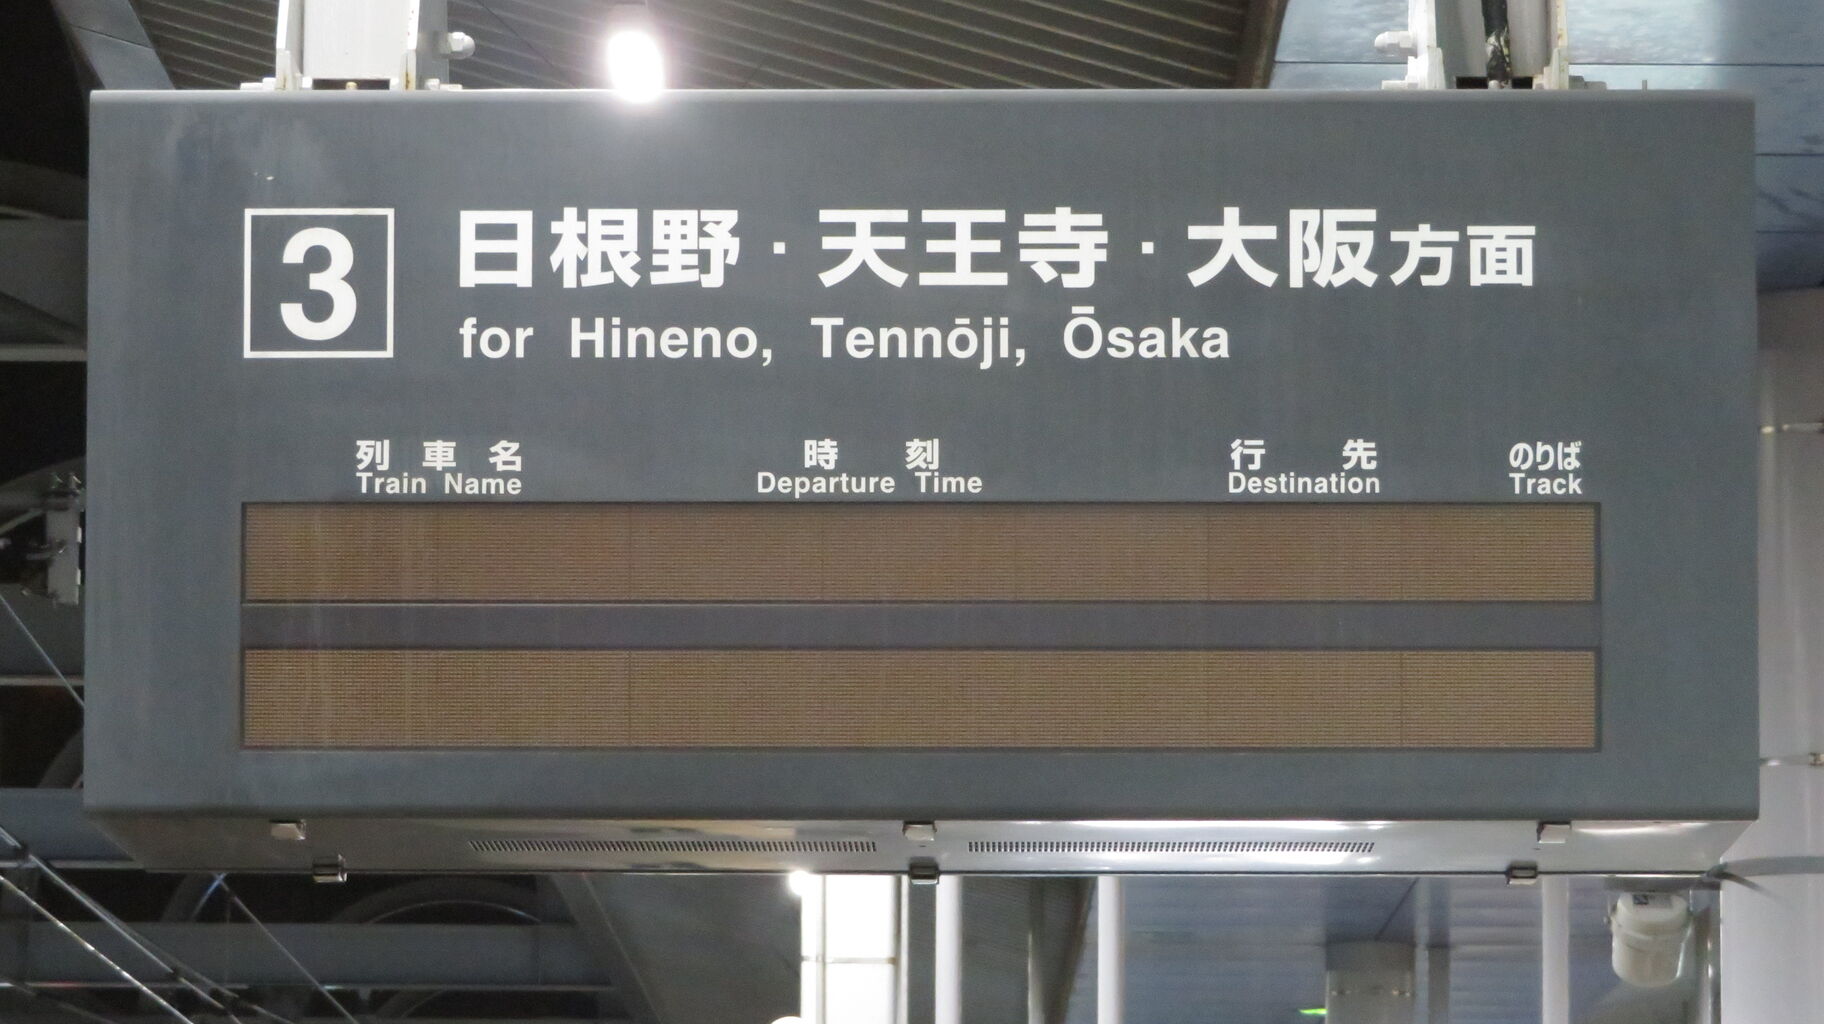 3 日根野・天王寺・大阪方面
for Hineno, Tennōji, Ōsaka
列車名 時刻 行先 のりば
Train Name Departure Time Destination Track